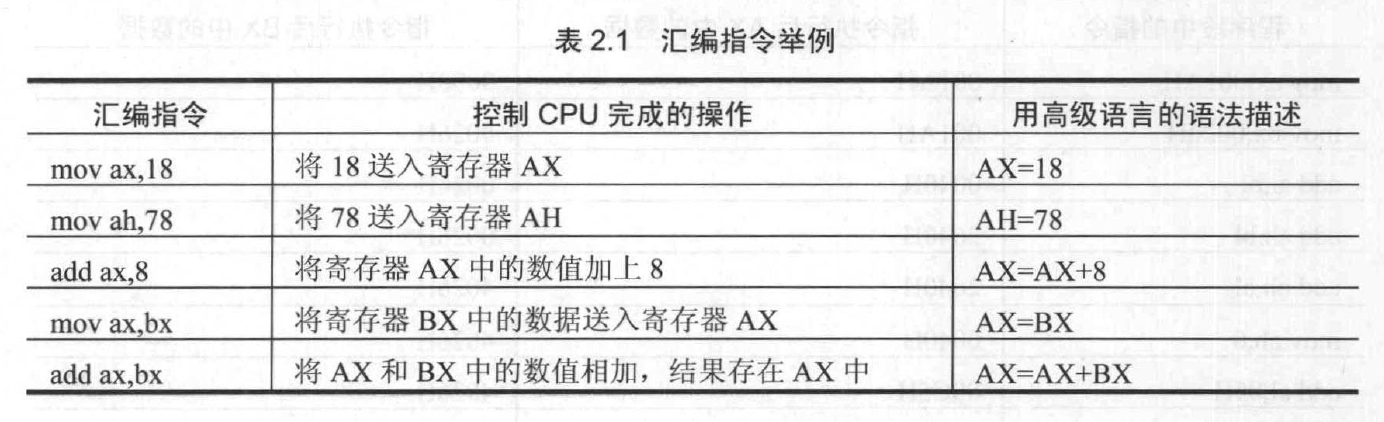 表 2.1 汇编指令举例
汇编指令 控制 CPU 完成的操作 用高级语言的语法描述
mov ax,18 将 18 送入寄存器 AX AX=18
mov ah,78 将 78 送入寄存器 AH AH=78
add ax,8 将寄存器 AX 中的数值加上 8 AX=AX+8
mov ax,bx 将寄存器 BX 中的数据送入寄存器 AX AX=BX
add ax,bx 将 AX 和 BX 中的数值相加，结果存在 AX 中 AX=AX+BX